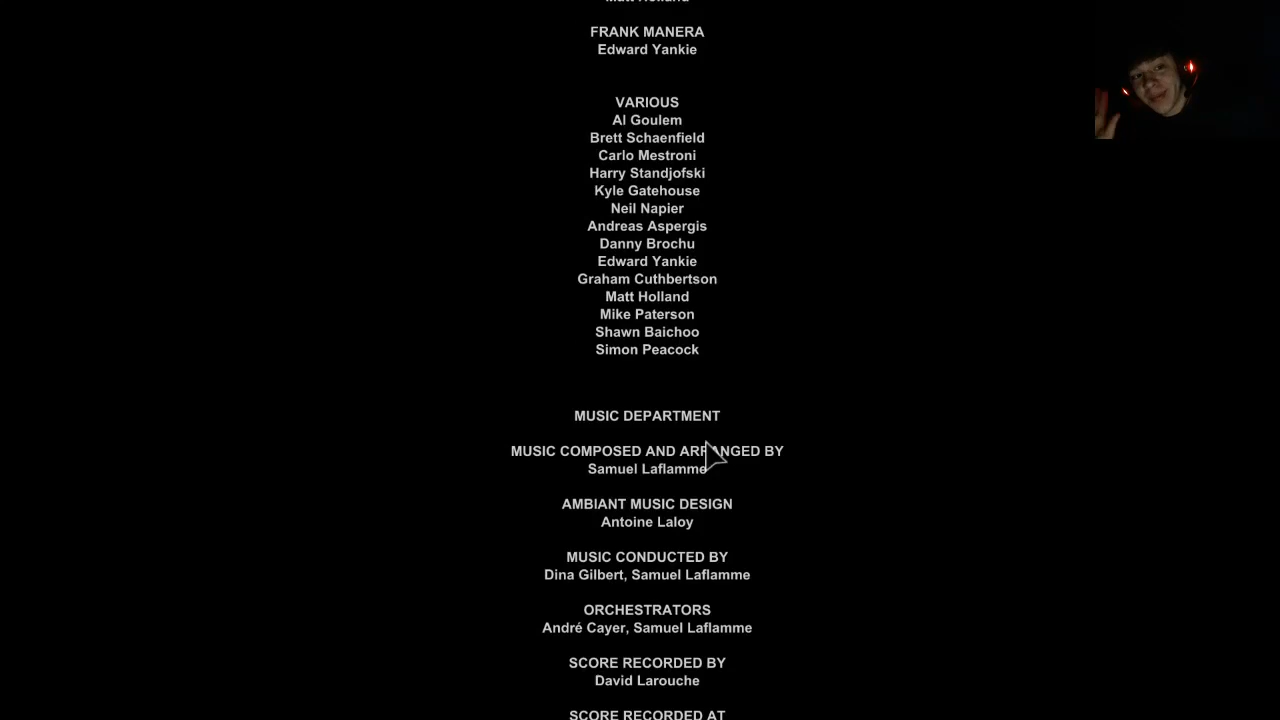 Matt Holland
FRANK MANERA
Edward Yankie
VARIOUS
Al Goulem
Brett Schaenfield
Carlo Mestroni
Harry Standjofski
Kyle Gatehouse
Neil Napier
Andreas Aspergis
Danny Brochu
Edward Yankie
Graham Cuthbertson
Matt Holland
Mike Paterson
Shawn Baichoo
Simon Peacock
MUSIC DEPARTMENT
MUSIC COMPOSED AND ARRANGED BY
Samuel Laflamme
AMBIANT MUSIC DESIGN
Antoine Laloy
MUSIC CONDUCTED BY
Dina Gilbert, Samuel Laflamme
ORCHESTRATORS
André Cayer, Samuel Laflamme
SCORE RECORDED BY
David Larouche
SCORE RECORDED AT